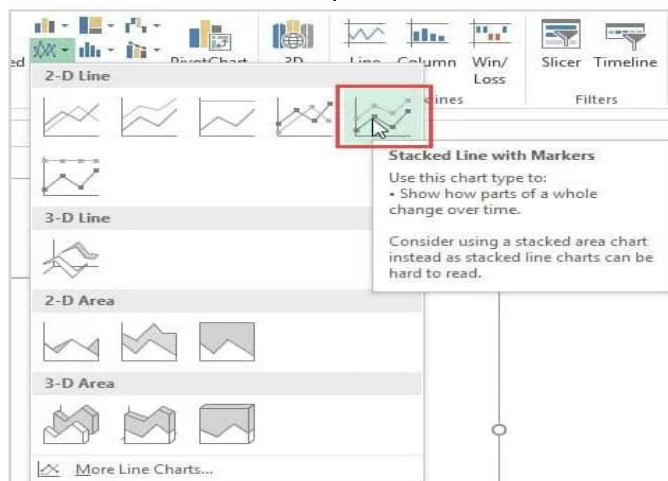 PivotChart 3D Line Column Win/
Loss
Slicer Timeline
Filters
2-D Line
Stacked Line with Markers
Use this chart type to:
• Show how parts of a whole
change over time.
Consider using a stacked area chart
instead as stacked line charts can be
hard to read.
3-D Line
2-D Area
3-D Area
More Line Charts...